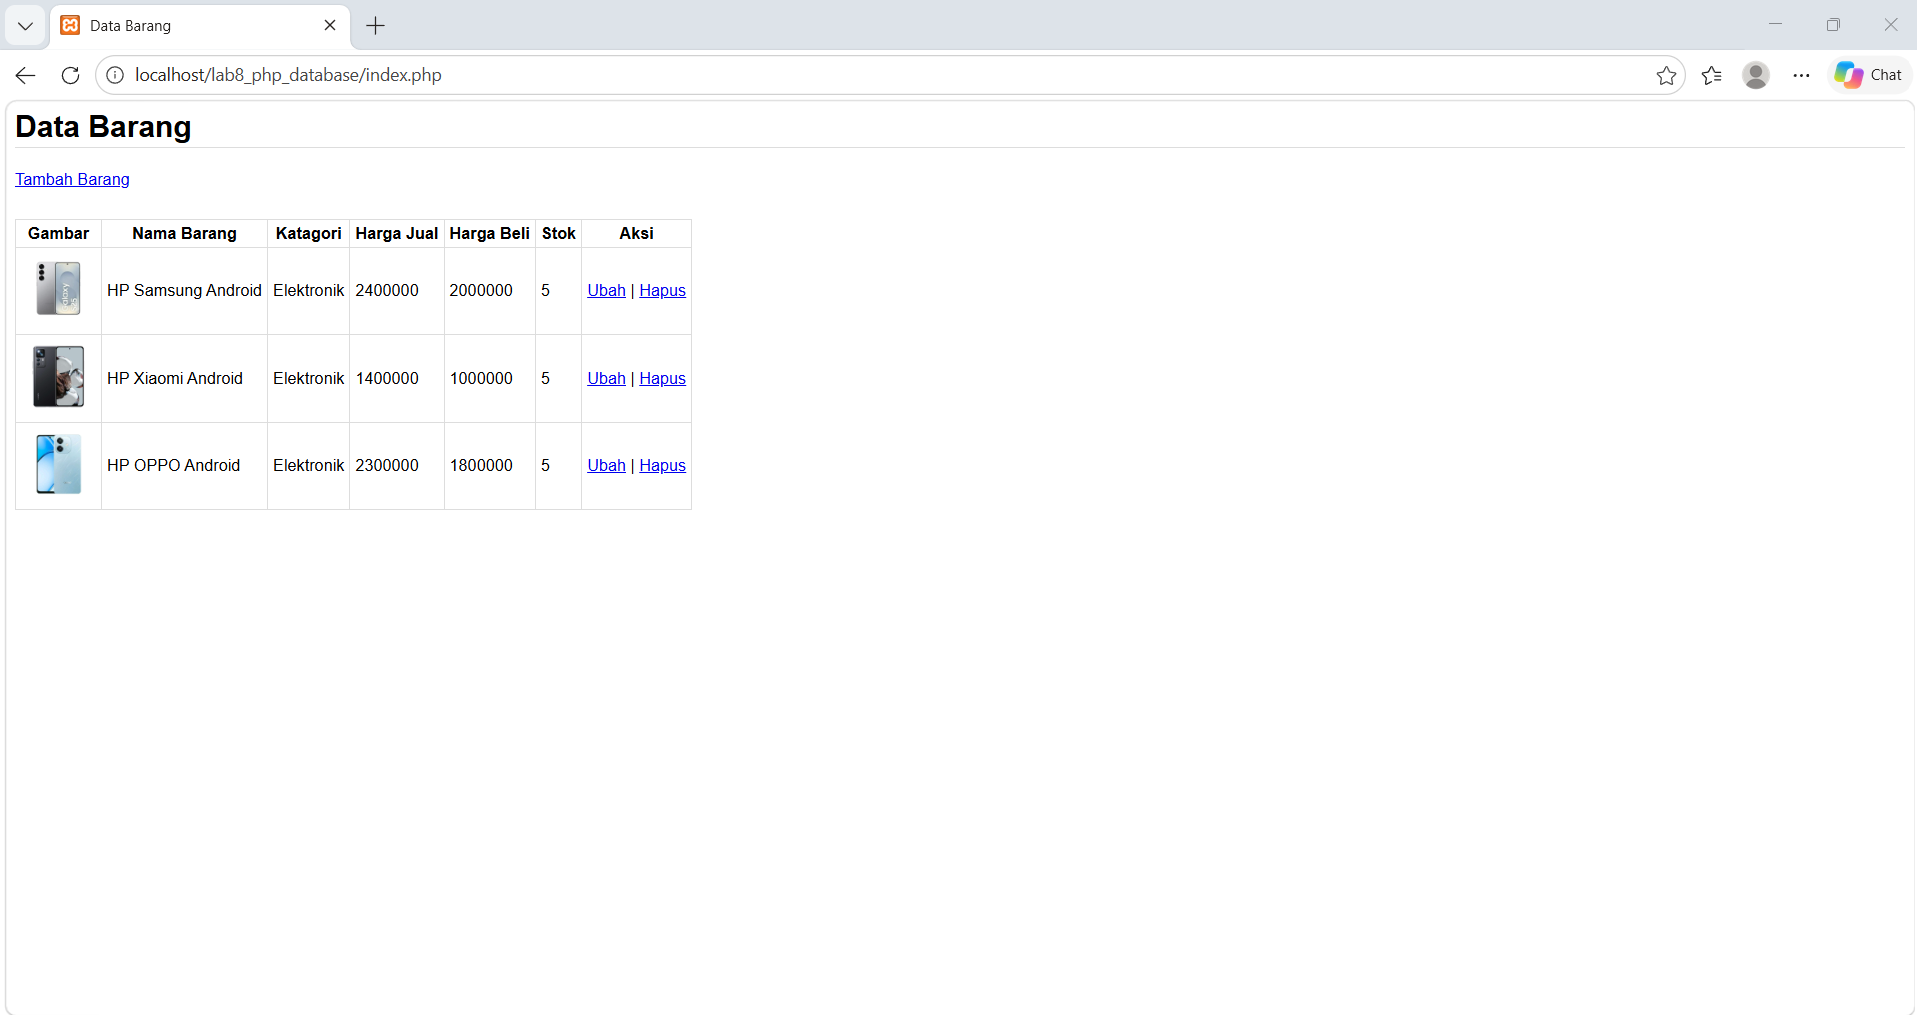 Data Barang
localhost/lab8_php_database/index.php
Chat
Data Barang
Tambah Barang
Gambar Nama Barang Katagori Harga Jual Harga Beli Stok Aksi
HP Samsung Android Elektronik 2400000 2000000 5 Ubah | Hapus
HP Xiaomi Android Elektronik 1400000 1000000 5 Ubah | Hapus
HP OPPO Android Elektronik 2300000 1800000 5 Ubah | Hapus